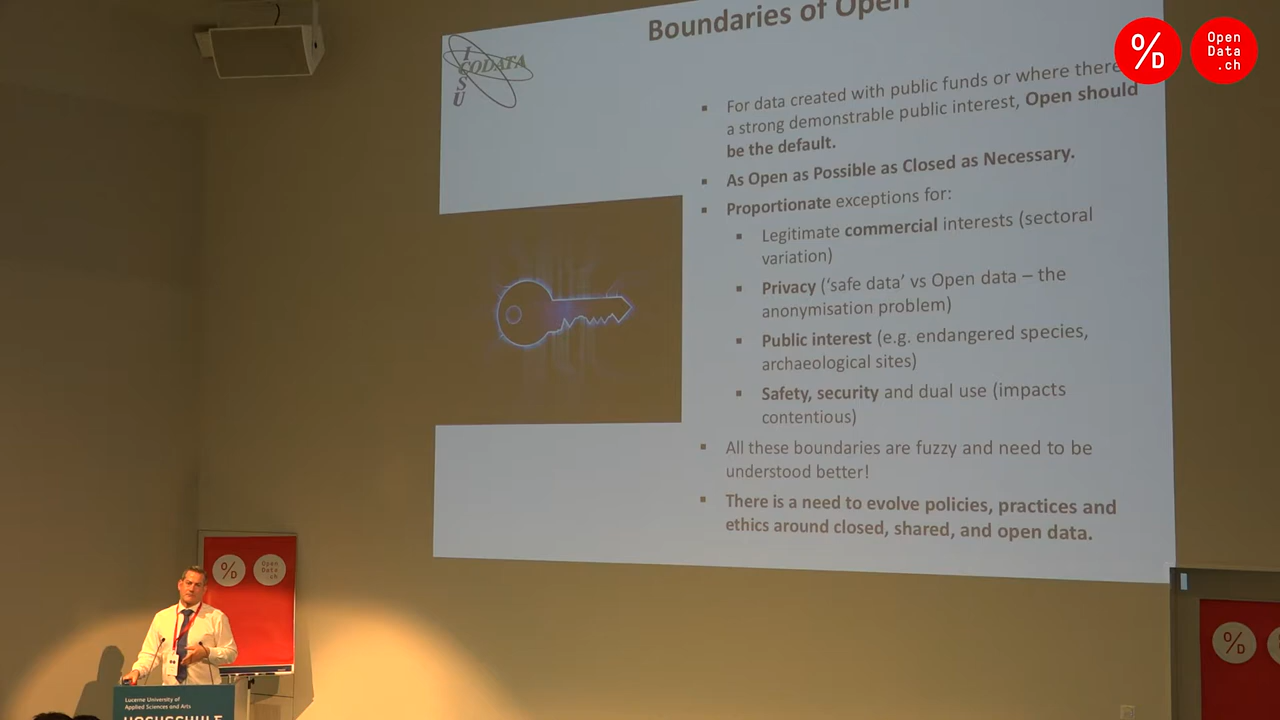 Boundaries of Open
ICSU
CODATA
% D
Open
Data
.ch
For data created with public funds or where there
a strong demonstrable public interest, Open should
be the default.
As Open as Possible as Closed as Necessary.
Proportionate exceptions for:
Legitimate commercial interests (sectoral
variation)
Privacy (‘safe data’ vs Open data – the
anonymisation problem)
Public interest (e.g. endangered species,
archaeological sites)
Safety, security and dual use (impacts
contentious)
All these boundaries are fuzzy and need to be
understood better!
There is a need to evolve policies, practices and
ethics around closed, shared, and open data.
%D
Open
Data
.ch
Lucerne University of
Applied Sciences and Arts
HOCHSCHULE
%D